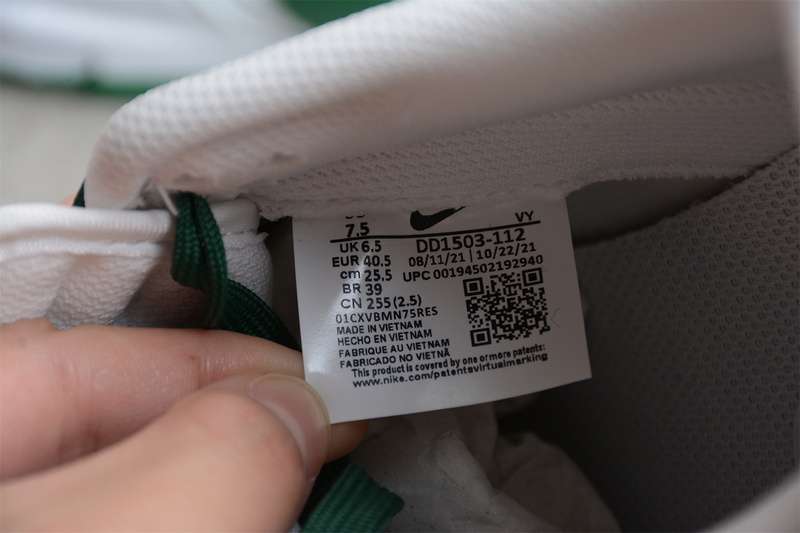 7.5 VY
UK 6.5 DD1503-112
EUR 40.5 08/11/21 | 10/22/21
cm 25.5 UPC 00194502192940
BR 39
CN 255 (2.5)
01CXVBMN75RES
MADE IN VIETNAM
HECHO EN VIETNAM
FABRIQUE AU VIETNAM
FABRICADO NO VIETNÃ
This product is covered by one or more patents:
www.nike.com/patentsvirtualmarking